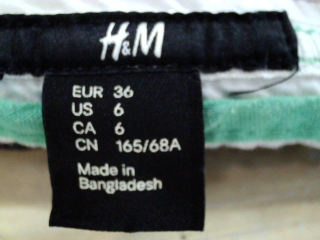 H&M
EUR 36
US 6
CA 6
CN 165/68A
Made in
Bangladesh